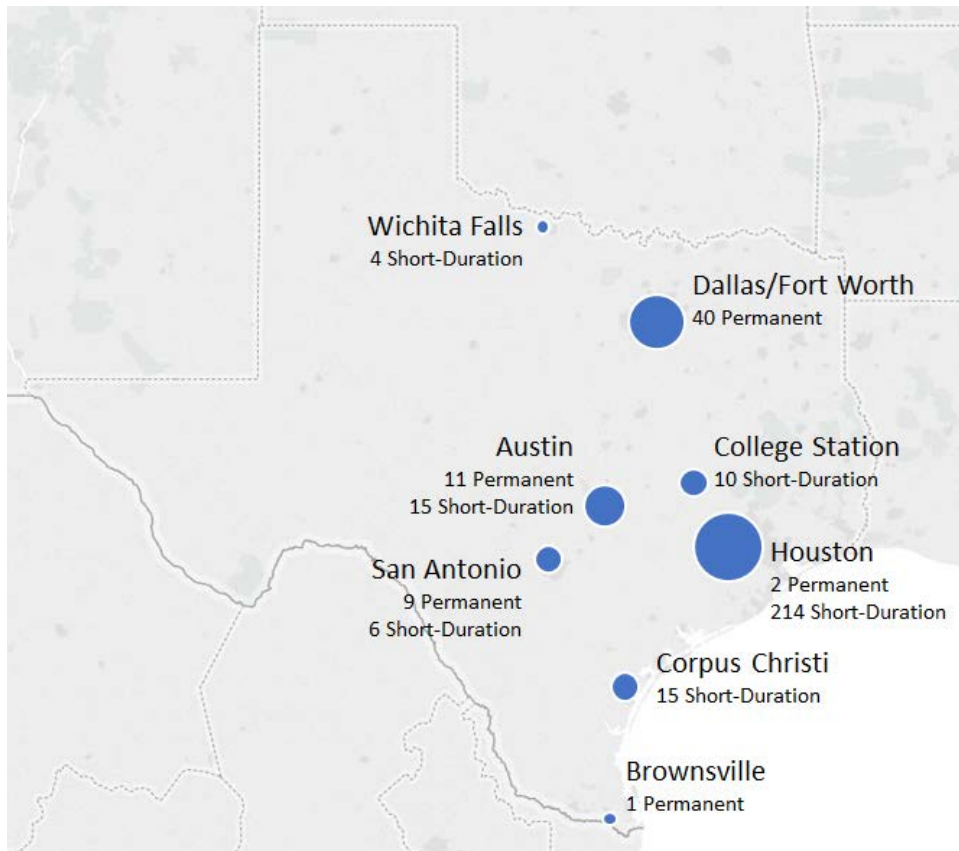 Wichita Falls
4 Short-Duration
Dallas/Fort Worth
40 Permanent
Austin
11 Permanent
15 Short-Duration
College Station
10 Short-Duration
San Antonio
9 Permanent
6 Short-Duration
Houston
2 Permanent
214 Short-Duration
Corpus Christi
15 Short-Duration
Brownsville
1 Permanent